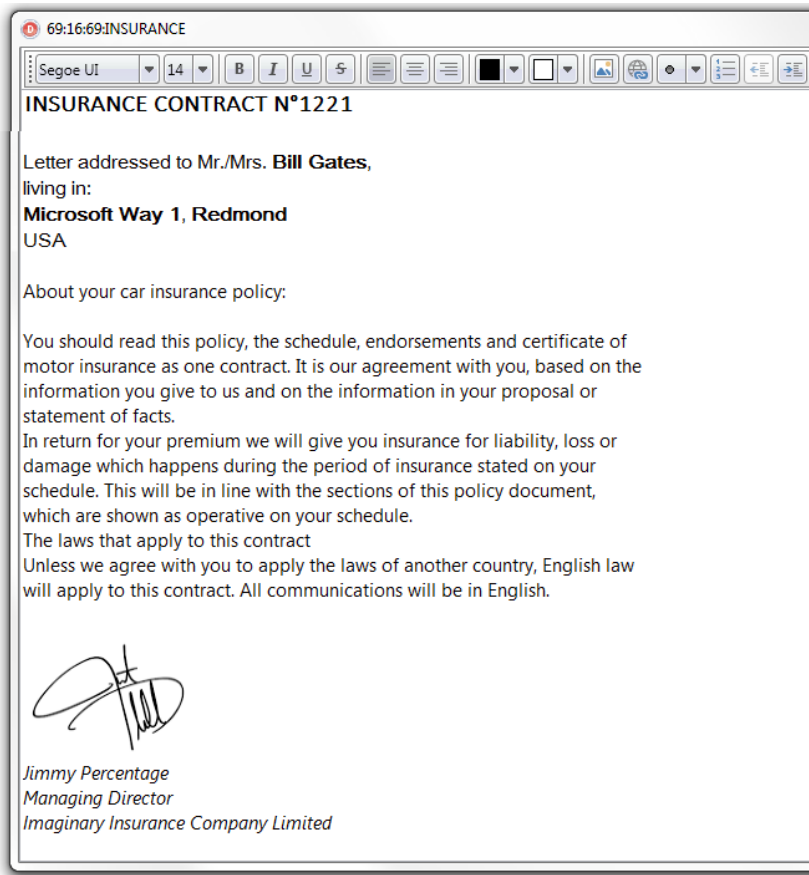 69:16:69:INSURANCE
Segoe UI 14 B I U S
INSURANCE CONTRACT N°1221
Letter addressed to Mr./Mrs. Bill Gates,
living in:
Microsoft Way 1, Redmond
USA
About your car insurance policy:
You should read this policy, the schedule, endorsements and certificate of
motor insurance as one contract. It is our agreement with you, based on the
information you give to us and on the information in your proposal or
statement of facts.
In return for your premium we will give you insurance for liability, loss or
damage which happens during the period of insurance stated on your
schedule. This will be in line with the sections of this policy document,
which are shown as operative on your schedule.
The laws that apply to this contract
Unless we agree with you to apply the laws of another country, English law
will apply to this contract. All communications will be in English.
Jimmy Percentage
Managing Director
Imaginary Insurance Company Limited